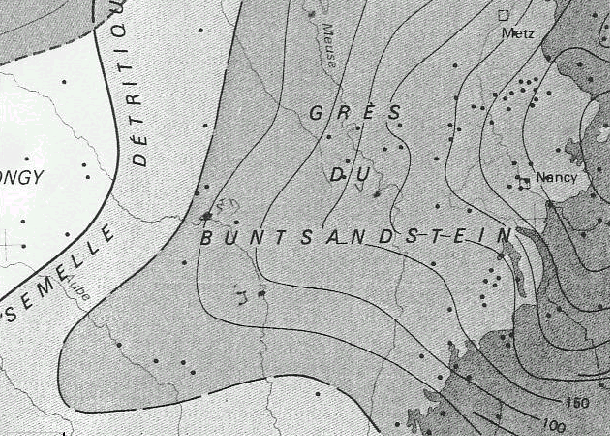 DÉTRITIQU
Meuse
Metz
GRÈS
ONGY
DU
Nancy
BUNTSANDSTEIN
SEMELLE
Aube
150
100